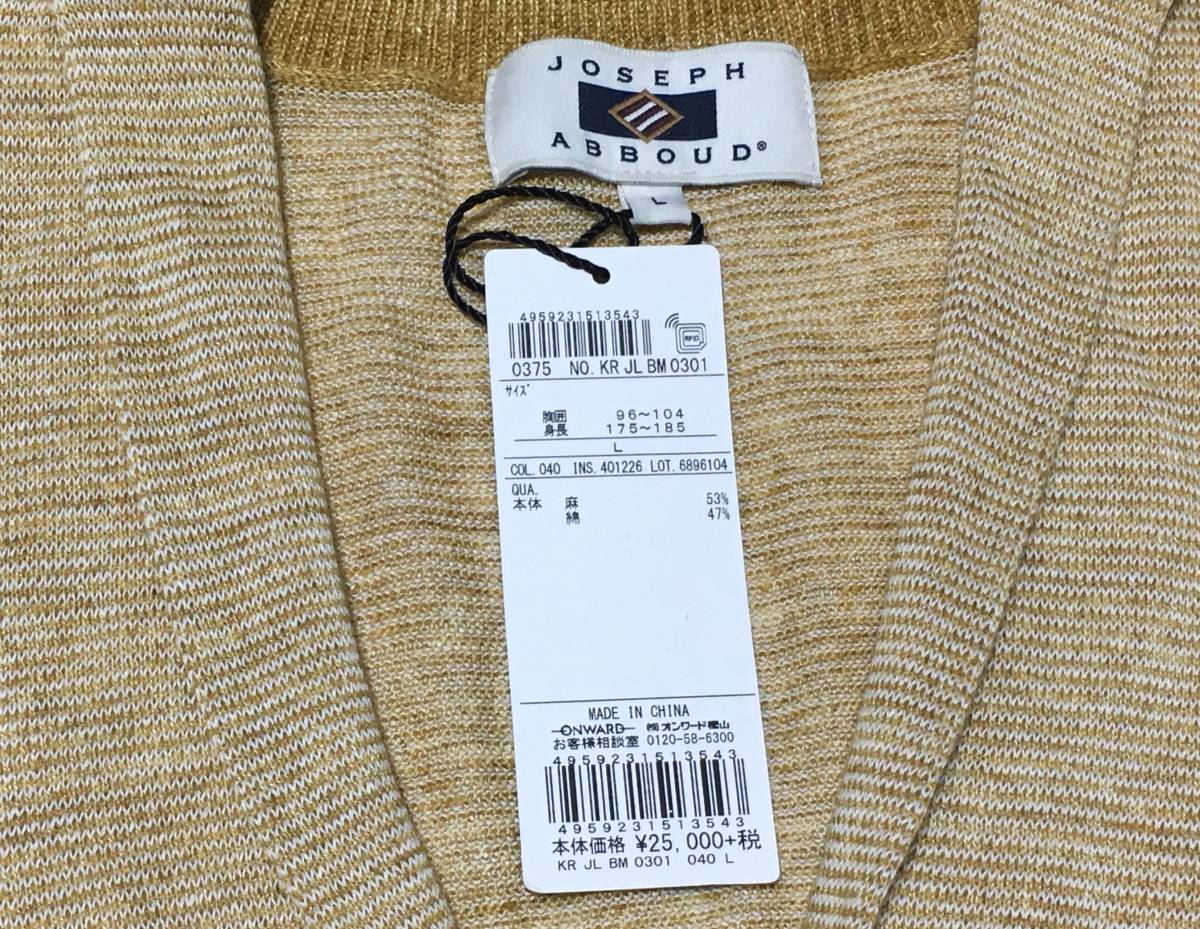 JOSEPH
ABBOUD®
L
4959231513543
RFID
0375 NO. KR JL BM 0301
サイズ
胸囲 96~104
身長 175~185
L
COL. 040 INS. 401226 LOT. 6896104
QUA.
本体 麻 53%
綿 47%
MADE IN CHINA
ONWARD ㈱オンワード樫山
お客様相談室 0120-58-6300
4959231513543
4959231513543
本体価格 ¥25,000+税
KR JL BM 0301 040 L